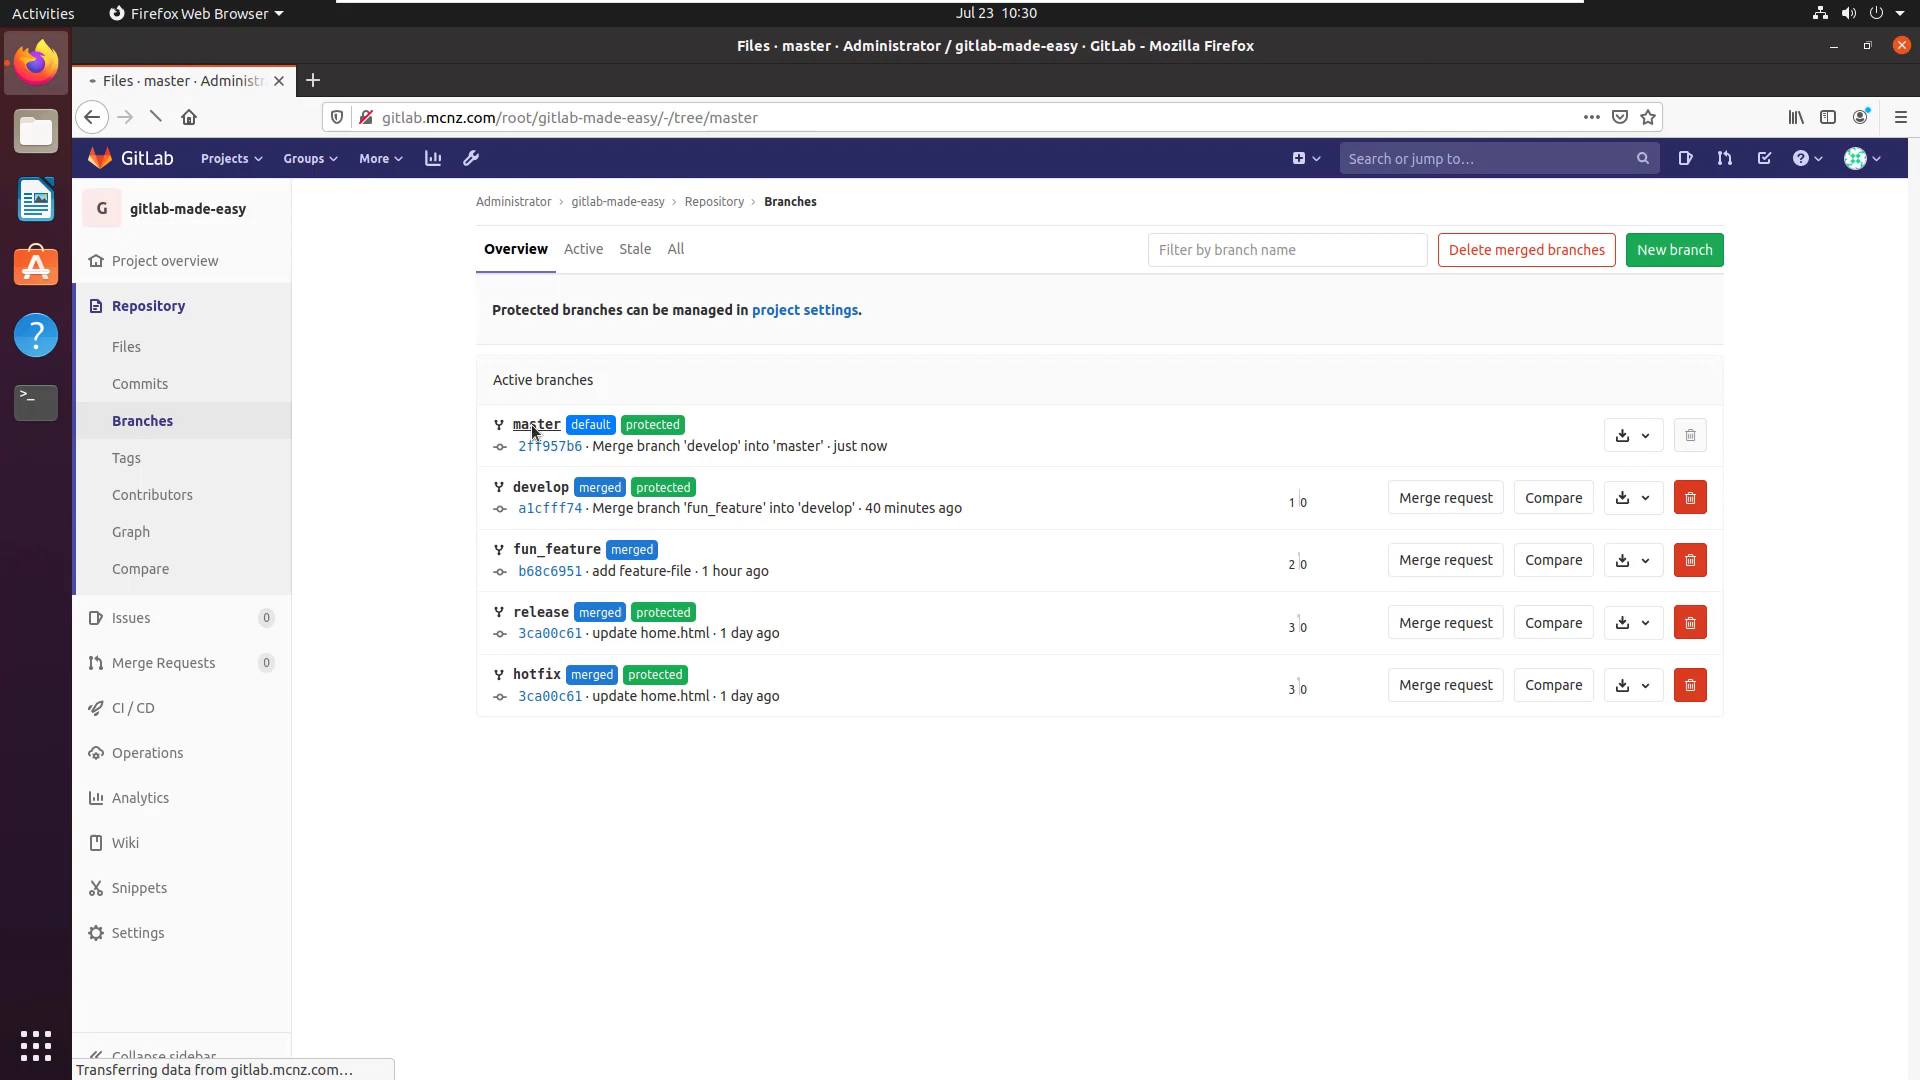 Activities
Firefox Web Browser
Jul 23 10:30
Files · master · Administrator / gitlab-made-easy · GitLab - Mozilla Firefox
Files · master · Administr
gitlab.mcnz.com/root/gitlab-made-easy/-/tree/master
GitLab
Projects
Groups
More
Search or jump to…
G
gitlab-made-easy
Project overview
Repository
Files
Commits
Branches
Tags
Contributors
Graph
Compare
Issues 0
Merge Requests 0
CI / CD
Operations
Analytics
Wiki
Snippets
Settings
Collapse sidebar
Administrator › gitlab-made-easy › Repository › Branches
Overview Active Stale All
Filter by branch name
Delete merged branches
New branch
Protected branches can be managed in project settings.
Active branches
master default protected
2ff957b6 · Merge branch 'develop' into 'master' · just now
develop merged protected
a1cfff74 · Merge branch 'fun_feature' into 'develop' · 40 minutes ago
1 0
Merge request Compare
fun_feature merged
b68c6951 · add feature-file · 1 hour ago
2 0
Merge request Compare
release merged protected
3ca00c61 · update home.html · 1 day ago
3 0
Merge request Compare
hotfix merged protected
3ca00c61 · update home.html · 1 day ago
3 0
Merge request Compare
Transferring data from gitlab.mcnz.com…